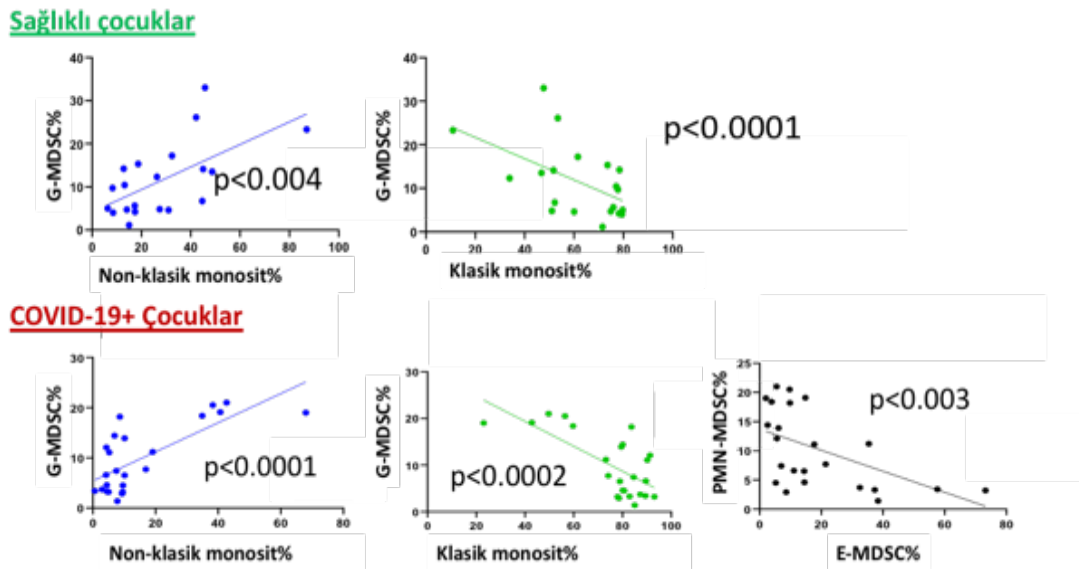 Sağlıklı çocuklar
G-MDSC%
40
30
20
10
0
0 20 40 60 80 100
p<0.004
Non-klasik monosit%
G-MDSC%
40
30
20
10
0
0 20 40 60 80 100
p<0.0001
Klasik monosit%
COVID-19+ Çocuklar
G-MDSC%
30
20
10
0
0 20 40 60 80
p<0.0001
Non-klasik monosit%
G-MDSC%
30
20
10
0
0 20 40 60 80 100
p<0.0002
Klasik monosit%
PMN-MDSC%
25
20
15
10
5
0
0 20 40 60 80
p<0.003
E-MDSC%